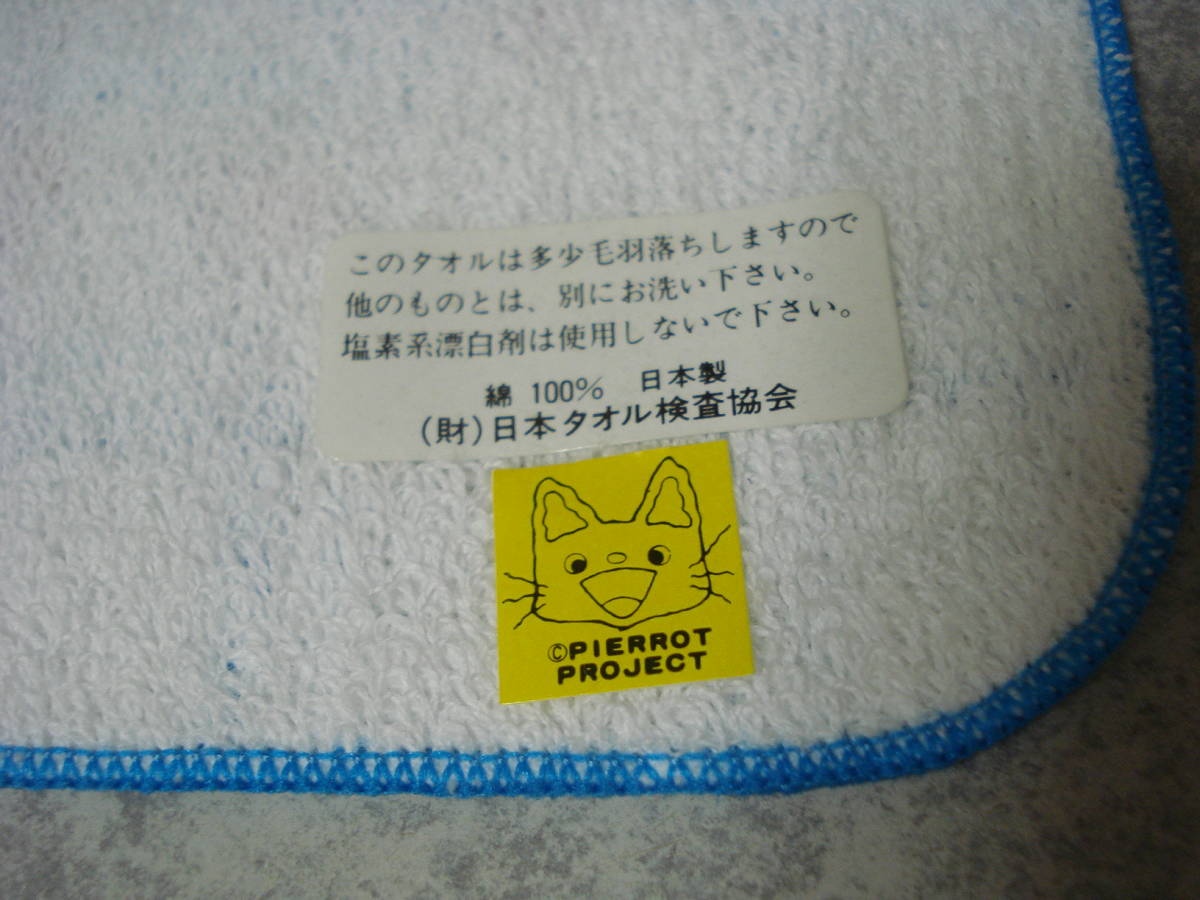 このタオルは多少毛羽落ちしますので
他のものとは、別にお洗い下さい。
塩素系漂白剤は使用しないで下さい。
綿 100% 日本製
(財)日本タオル検査協会
©PIERROT
PROJECT